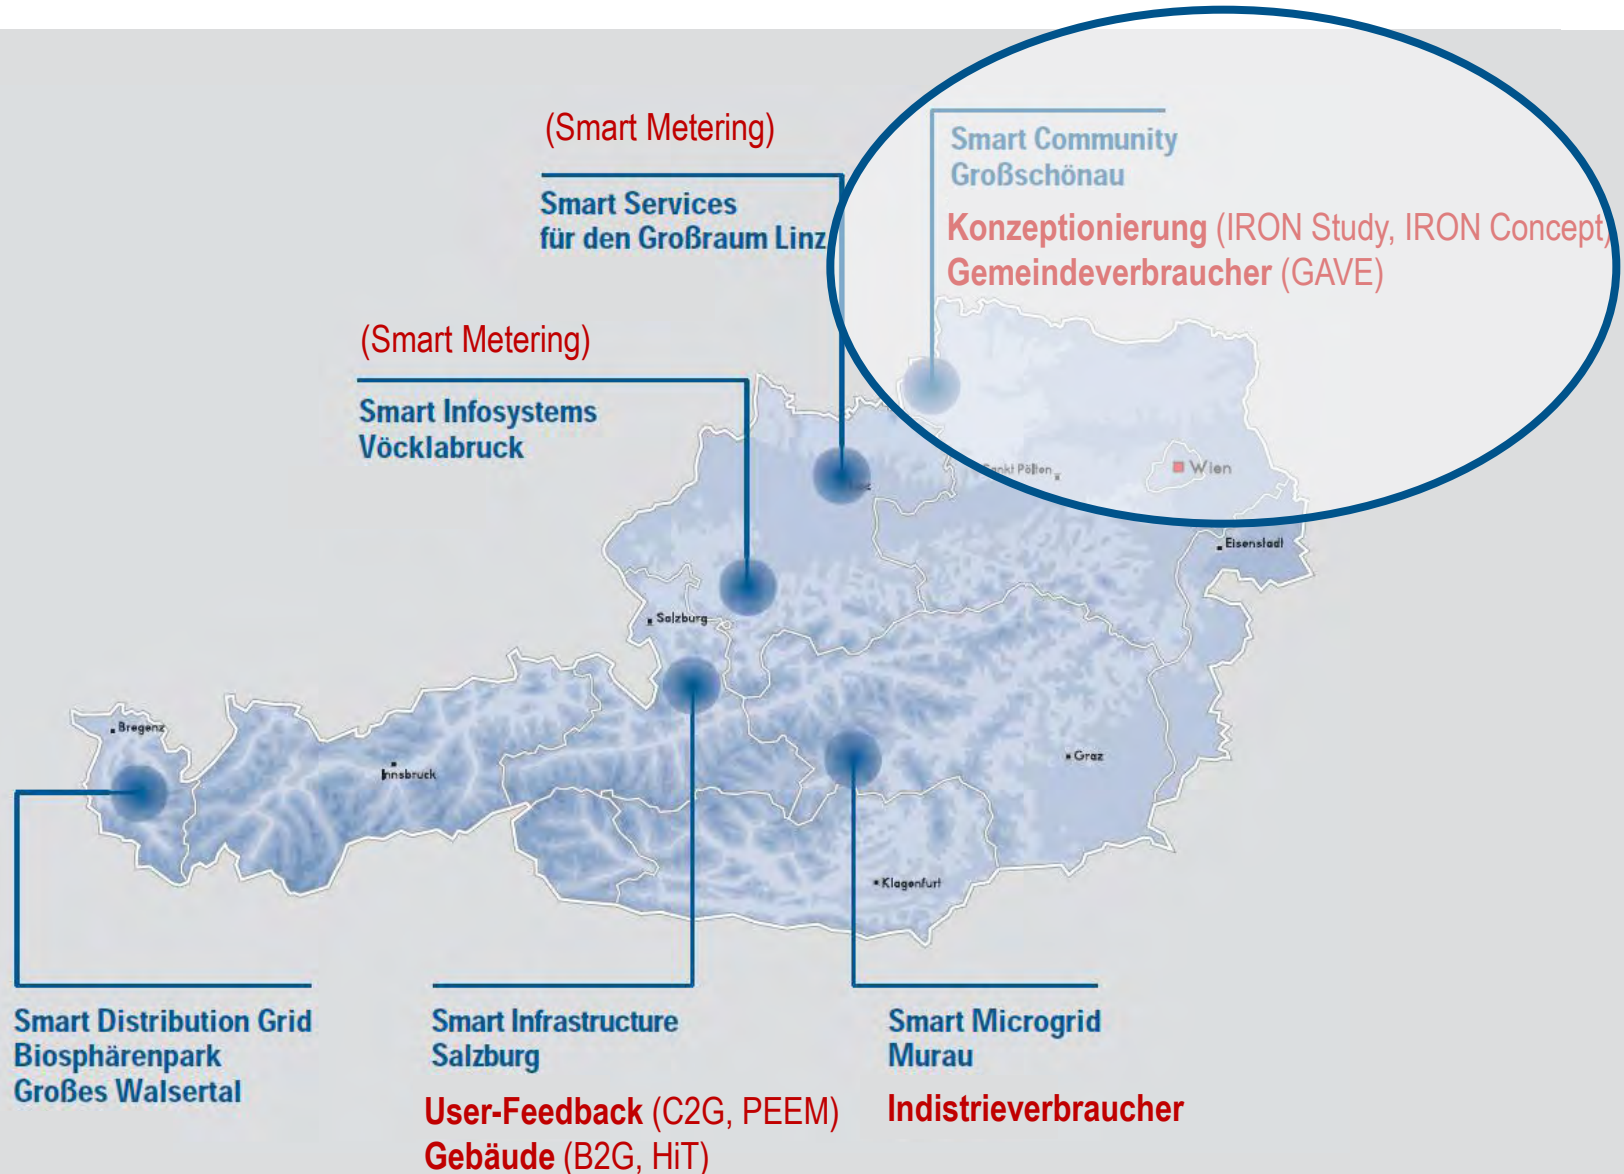 (Smart Metering)
Smart Services
für den Großraum Linz
Smart Community
Großschönau
Konzeptionierung (IRON Study, IRON Concept)
Gemeindeverbraucher (GAVE)
(Smart Metering)
Smart Infosystems
Vöcklabruck
Sankt Pölten
Wien
Eisenstadt
Salzburg
Bregenz
Innsbruck
Graz
Klagenfurt
Smart Distribution Grid
Biosphärenpark
Großes Walsertal
Smart Infrastructure
Salzburg
User-Feedback (C2G, PEEM)
Gebäude (B2G, HiT)
Smart Microgrid
Murau
Indistrieverbraucher